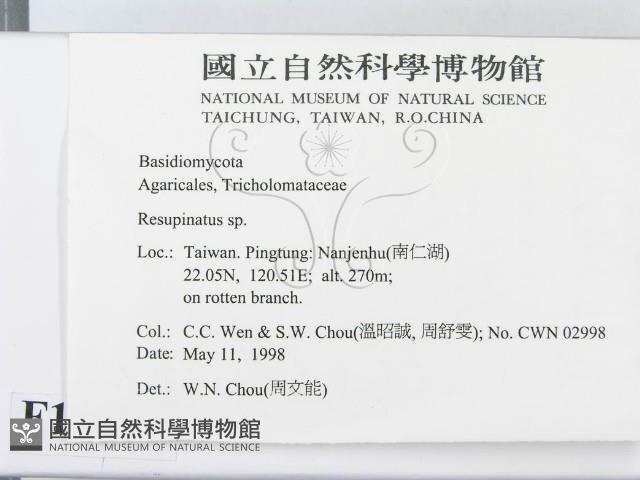 國立自然科學博物館
NATIONAL MUSEUM OF NATURAL SCIENCE
TAICHUNG, TAIWAN, R.O.CHINA
Basidiomycota
Agaricales, Tricholomataceae
Resupinatus sp.
Loc.: Taiwan. Pingtung: Nanjenhu(南仁湖)
22.05N, 120.51E; alt. 270m;
on rotten branch.
Col.: C.C. Wen & S.W. Chou(溫昭誠, 周舒雯); No. CWN 02998
Date: May 11, 1998
Det.: W.N. Chou(周文能)
國立自然科學博物館
NATIONAL MUSEUM OF NATURAL SCIENCE